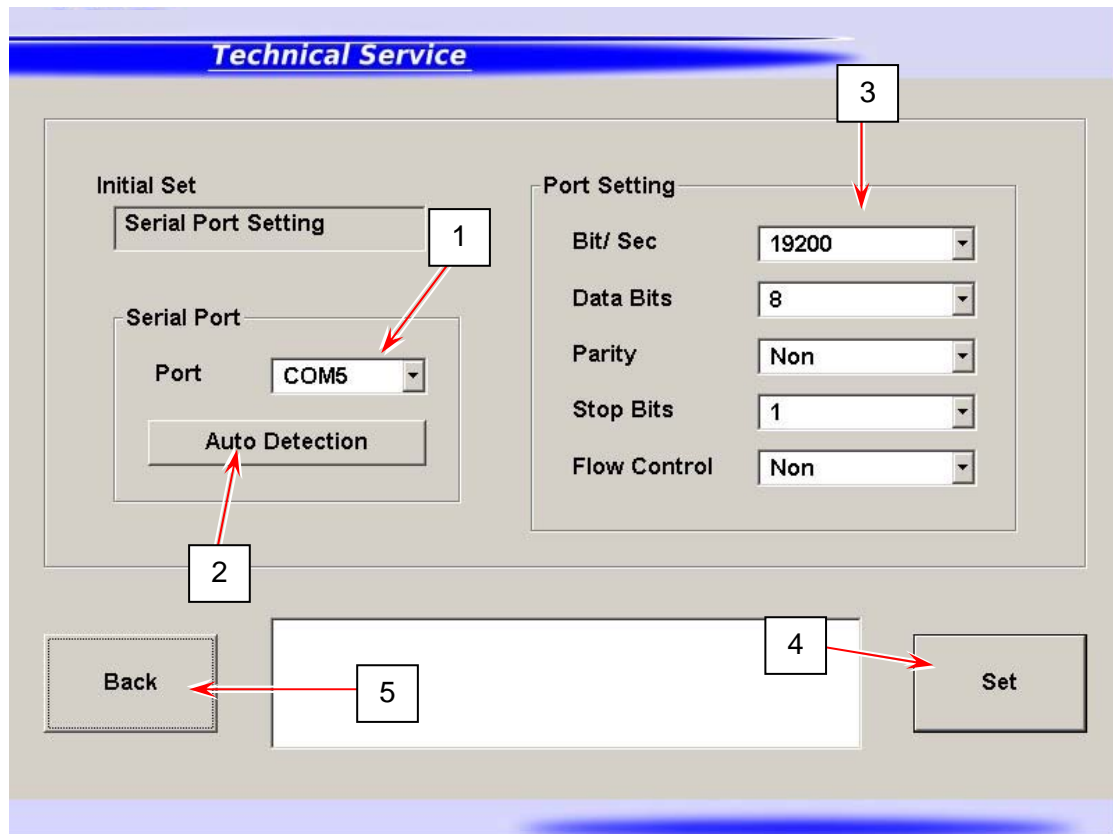 Technical Service
3
Initial Set
Serial Port Setting
1
Serial Port
Port COM5
Auto Detection
2
Port Setting
Bit/ Sec 19200
Data Bits 8
Parity Non
Stop Bits 1
Flow Control Non
Back
5
4
Set